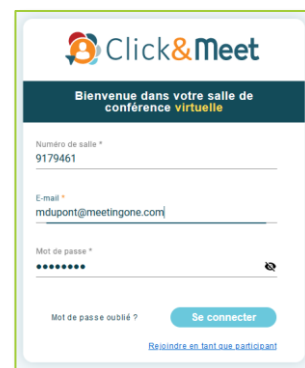 Click&Meet
Bienvenue dans votre salle de
conférence virtuelle
Numéro de salle *
9179461
E-mail *
mdupont@meetingone.com
Mot de passe *
••••••••
Mot de passe oublié ?
Se connecter
Rejoindre en tant que participant